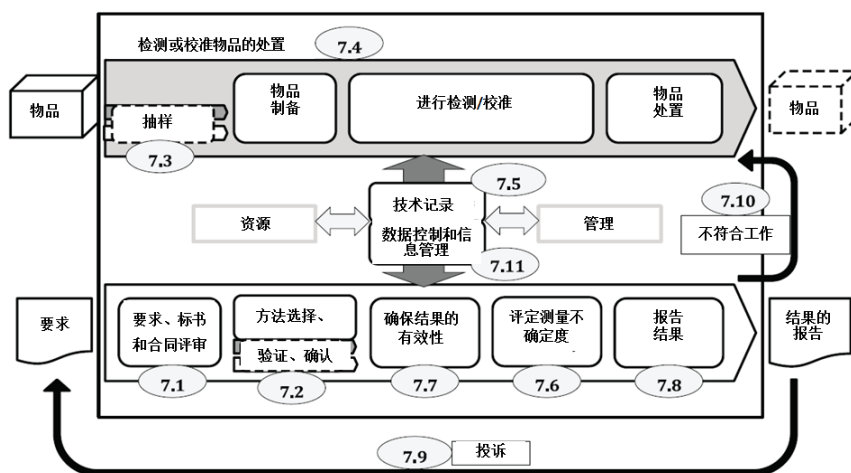 检测或校准物品的处置
7.4
物品
抽样
7.3
物品
制备
进行检测/校准
物品
处置
物品
7.5
技术记录
数据控制和信
息管理
7.11
资源
管理
7.10
不符合工作
要求
要求、标书
和合同评审
7.1
方法选择、
验证、确认
7.2
确保结果的
有效性
7.7
评定测量不
确定度
7.6
报告
结果
7.8
结果的
报告
7.9
投诉